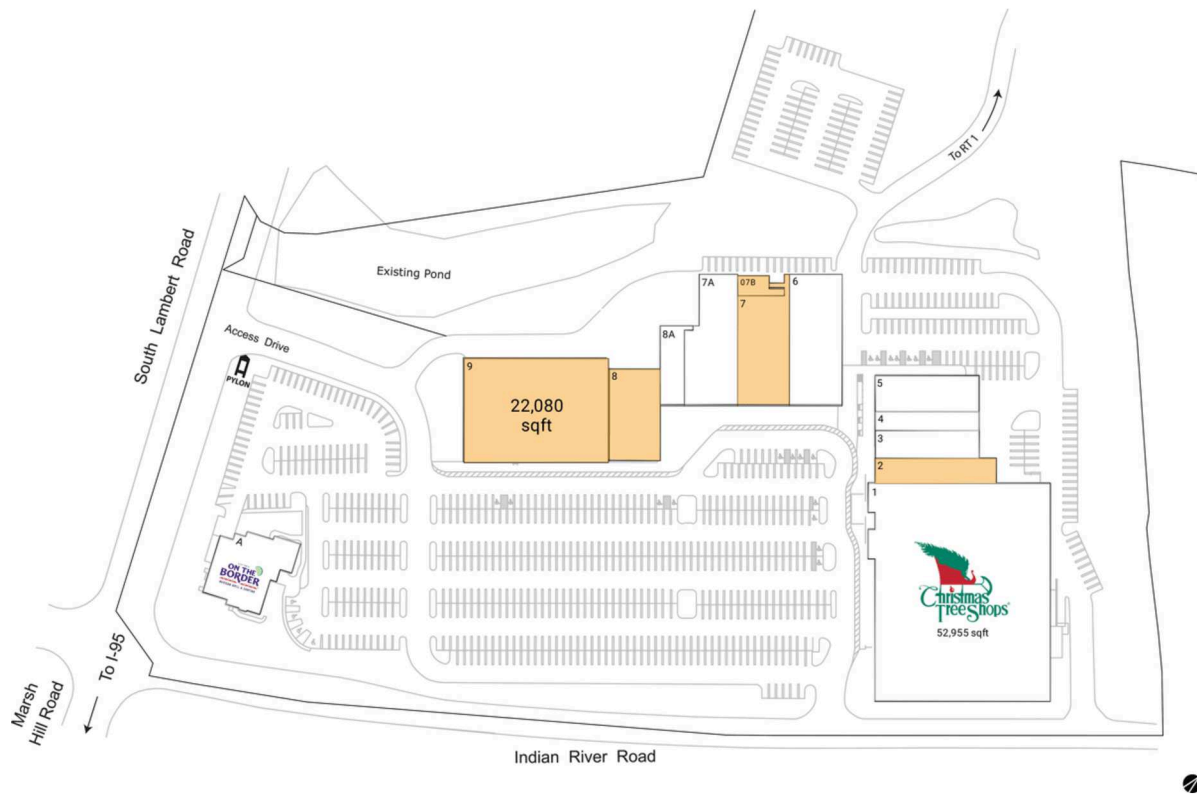 To RT 1
South Lambert Road
Existing Pond
Access Drive
PYLON
7A
07B
7
6
8A
9
22,080
sqft
8
5
4
3
2
1
A
ON THE
BORDER
Christmas
Tree Shops
52,955 sqft
To I-95
Marsh
Hill Road
Indian River Road